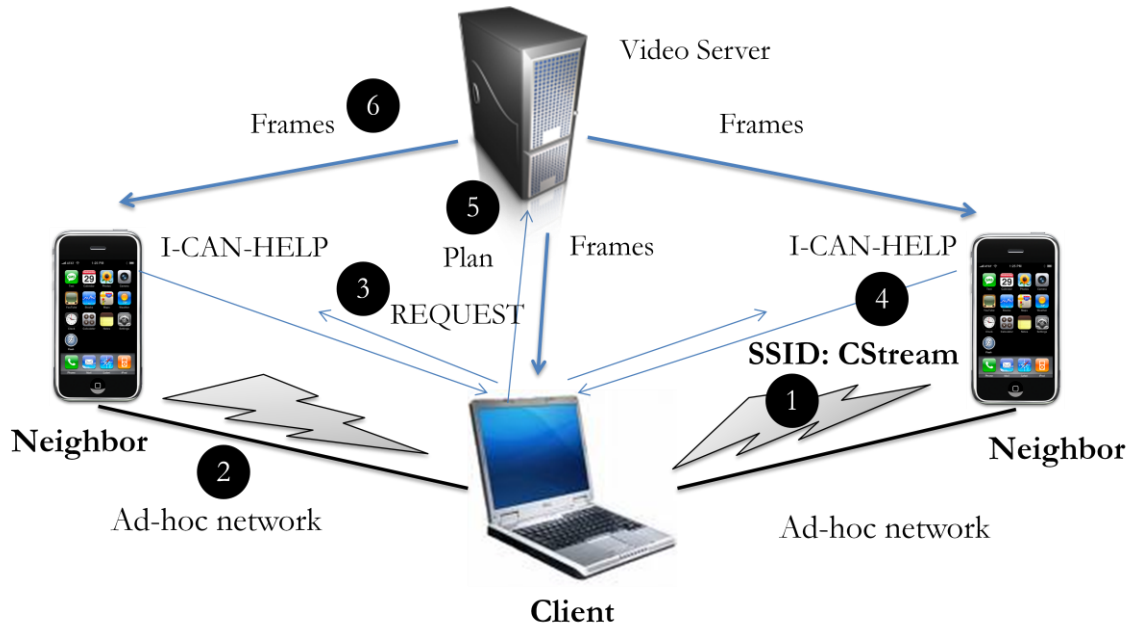 Video Server
6
Frames
Frames
5
I-CAN-HELP
Plan
Frames
I-CAN-HELP
3
4
REQUEST
SSID: CStream
1
Neighbor
2
Neighbor
Ad-hoc network
Ad-hoc network
Client